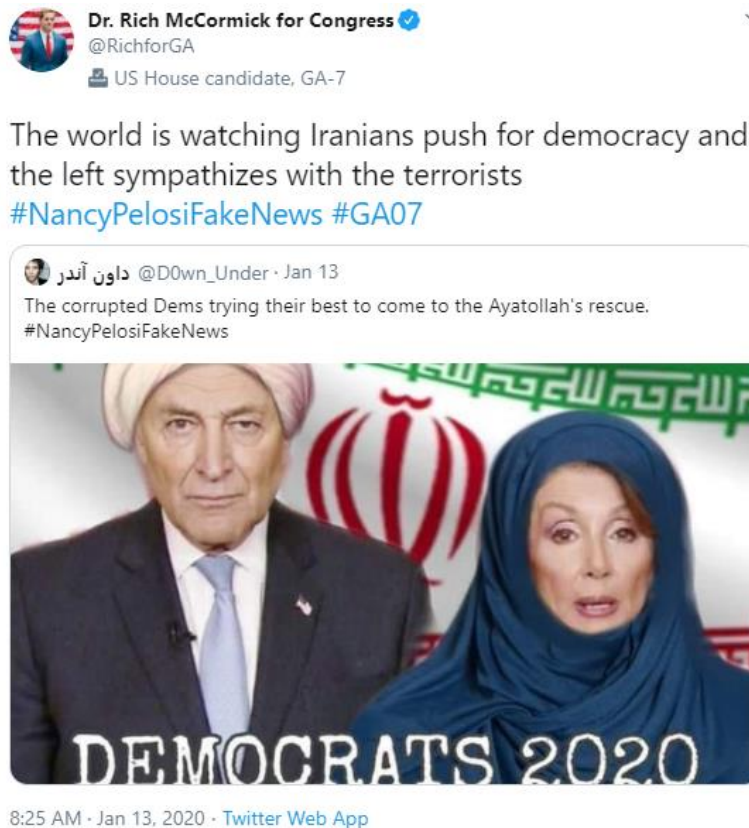 Dr. Rich McCormick for Congress
@RichforGA
US House candidate, GA-7
The world is watching Iranians push for democracy and
the left sympathizes with the terrorists
#NancyPelosiFakeNews #GA07
داون آندر @D0wn_Under · Jan 13
The corrupted Dems trying their best to come to the Ayatollah's rescue.
#NancyPelosiFakeNews
DEMOCRATS 2020
8:25 AM · Jan 13, 2020 · Twitter Web App